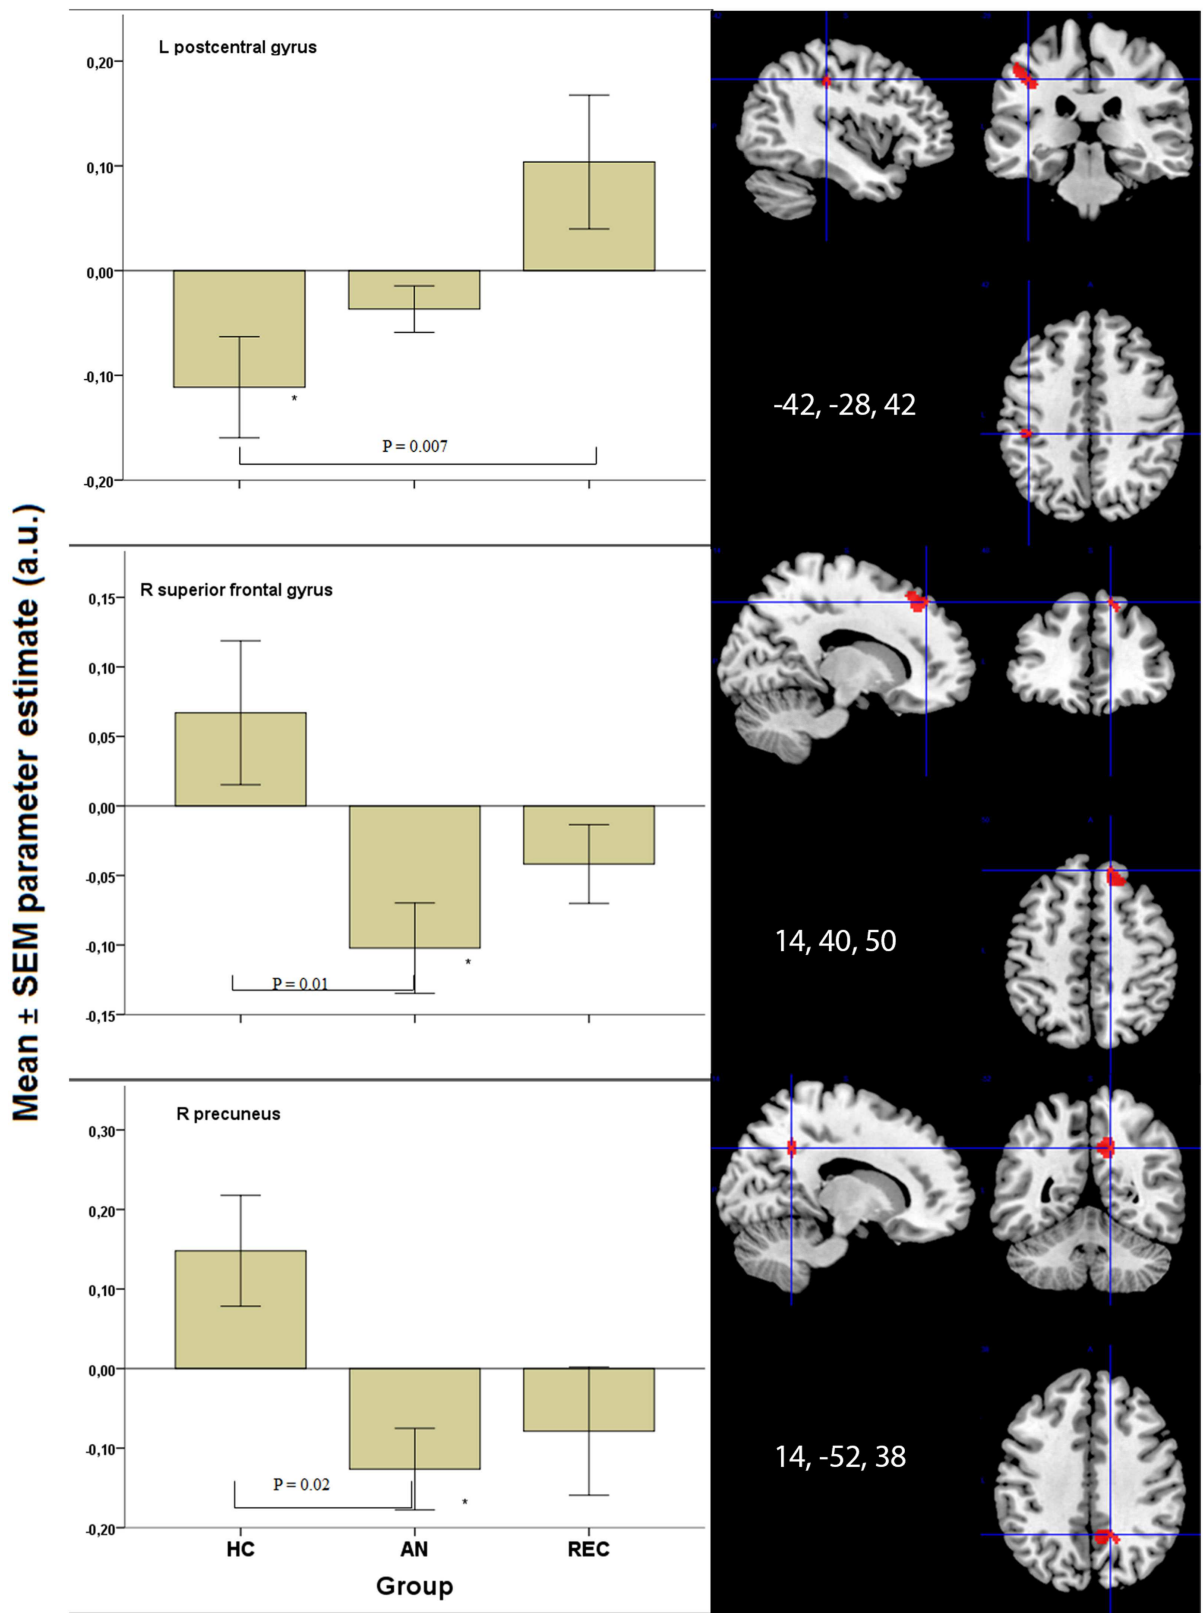 Mean ± SEM parameter estimate (a.u.)
L postcentral gyrus
0,20
0,10
0,00
-0,10
-0,20
*
P = 0.007
-42, -28, 42
R superior frontal gyrus
0,15
0,10
0,05
0,00
-0,05
-0,10
-0,15
*
P = 0.01
14, 40, 50
R precuneus
0,30
0,20
0,10
0,00
-0,10
-0,20
P = 0.02
*
14, -52, 38
HC AN REC
Group